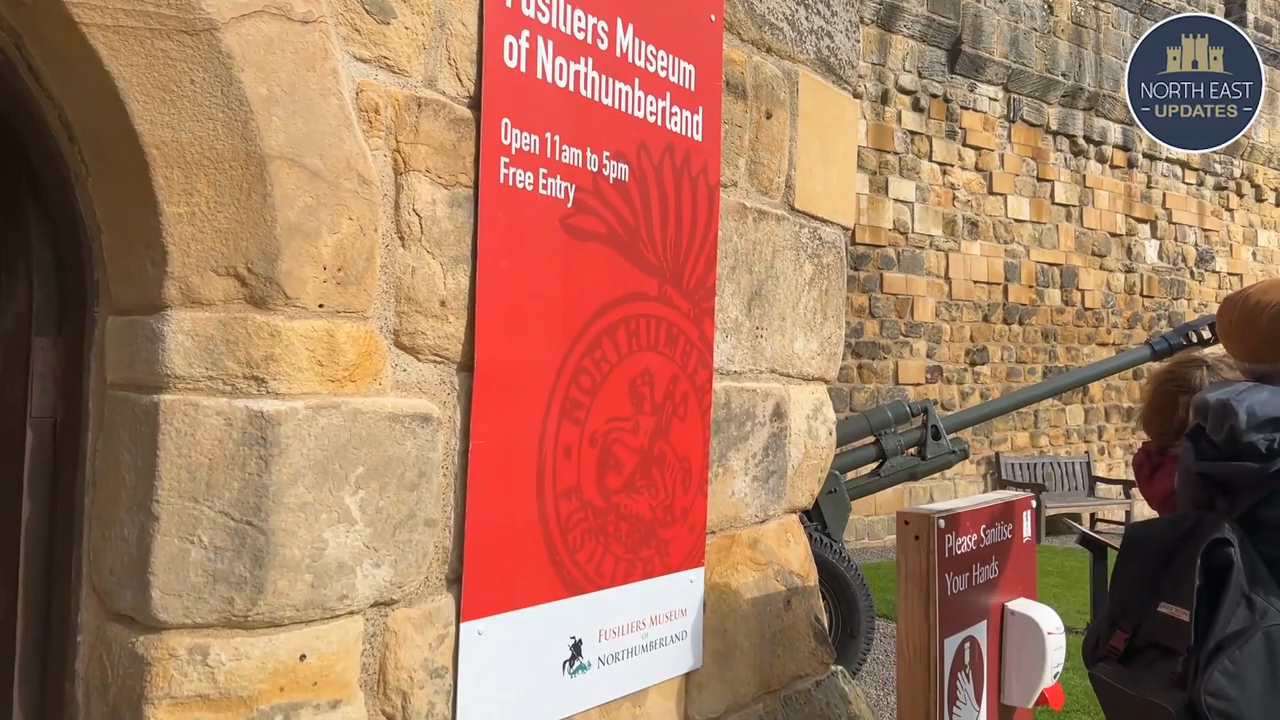 Fusiliers Museum
of Northumberland
Open 11am to 5pm
Free Entry
FUSILIERS MUSEUM
OF
NORTHUMBERLAND
Please Sanitise
Your Hands
NORTH EAST
- UPDATES -